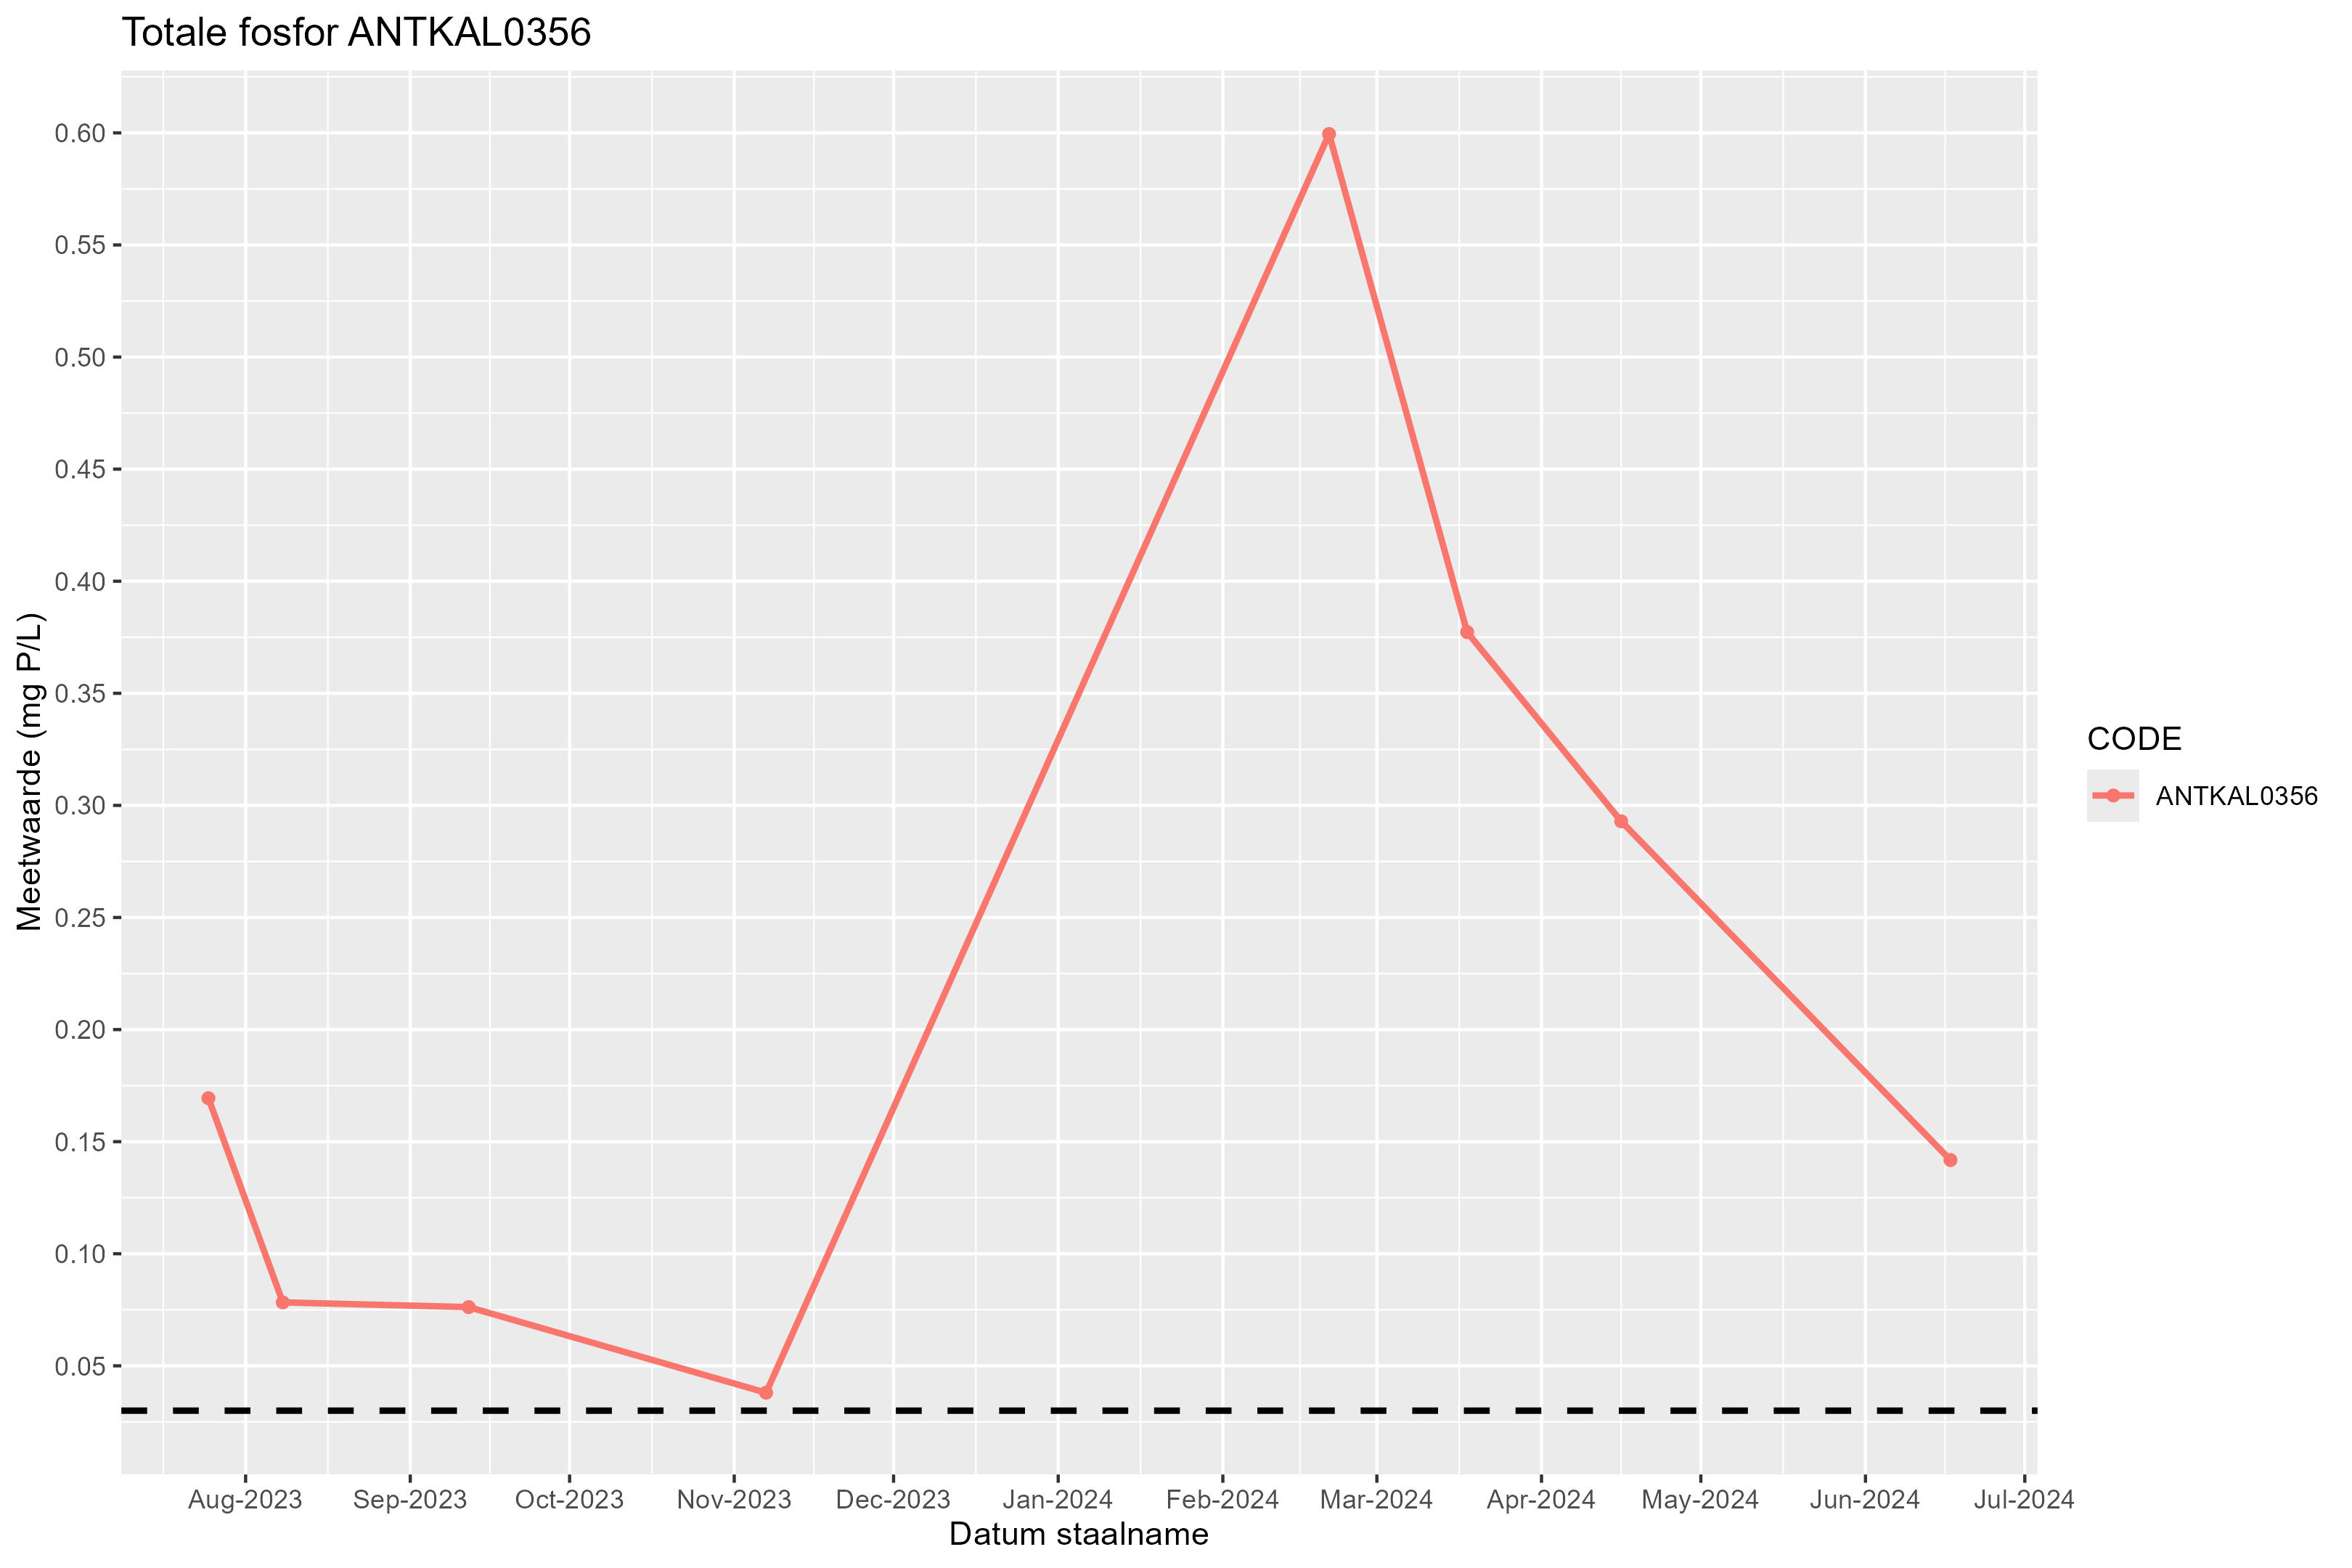 Totale fosfor ANTKAL0356
Meetwaarde (mg P/L)
0.60
0.55
0.50
0.45
0.40
0.35
0.30
0.25
0.20
0.15
0.10
0.05
Aug-2023 Sep-2023 Oct-2023 Nov-2023 Dec-2023 Jan-2024 Feb-2024 Mar-2024 Apr-2024 May-2024 Jun-2024 Jul-2024
Datum staalname
CODE
ANTKAL0356